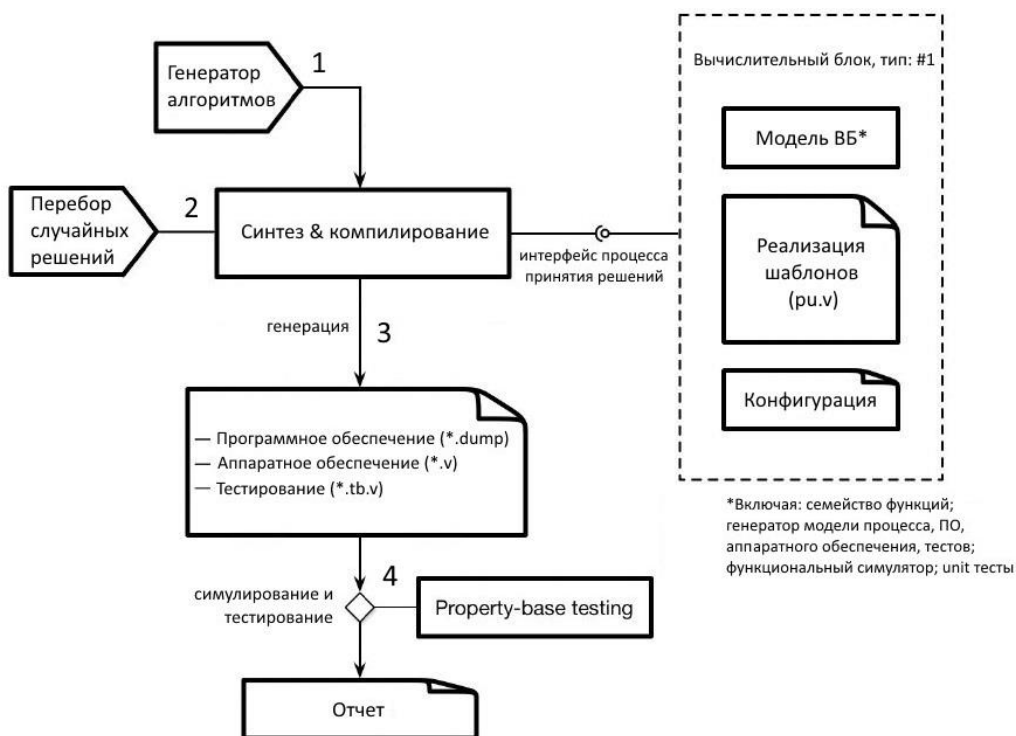 Генератор
алгоритмов
1
Перебор
случайных
решений
2
Синтез & компилирование
интерфейс процесса
принятия решений
Вычислительный блок, тип: #1
Модель ВБ*
Реализация
шаблонов
(pu.v)
Конфигурация
*Включая: семейство функций;
генератор модели процесса, ПО,
аппаратного обеспечения, тестов;
функциональный симулятор; unit тесты
генерация
3
— Программное обеспечение (*.dump)
— Аппаратное обеспечение (*.v)
— Тестирование (*.tb.v)
4
симулирование и
тестирование
Property-base testing
Отчет